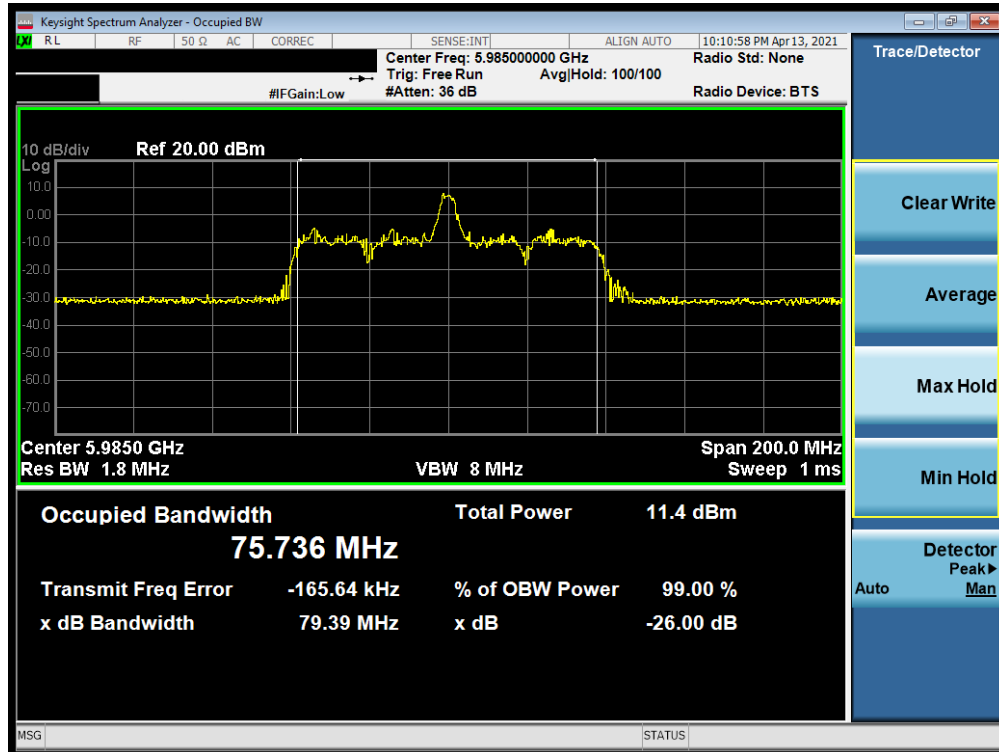 Keysight Spectrum Analyzer - Occupied BW
LXI RL RF 50 Ω AC CORREC SENSE:INT ALIGN AUTO 10:10:58 PM Apr 13, 2021
Center Freq: 5.985000000 GHz Radio Std: None
Trig: Free Run Avg|Hold: 100/100
#IFGain:Low #Atten: 36 dB Radio Device: BTS
10 dB/div Ref 20.00 dBm
Log
10.0
0.00
-10.0
-20.0
-30.0
-40.0
-50.0
-60.0
-70.0
Center 5.9850 GHz Span 200.0 MHz
Res BW 1.8 MHz VBW 8 MHz Sweep 1 ms
Occupied Bandwidth Total Power 11.4 dBm
75.736 MHz
Transmit Freq Error -165.64 kHz % of OBW Power 99.00 %
x dB Bandwidth 79.39 MHz x dB -26.00 dB
MSG STATUS
Trace/Detector
Clear Write
Average
Max Hold
Min Hold
Detector
Peak▶
Auto Man